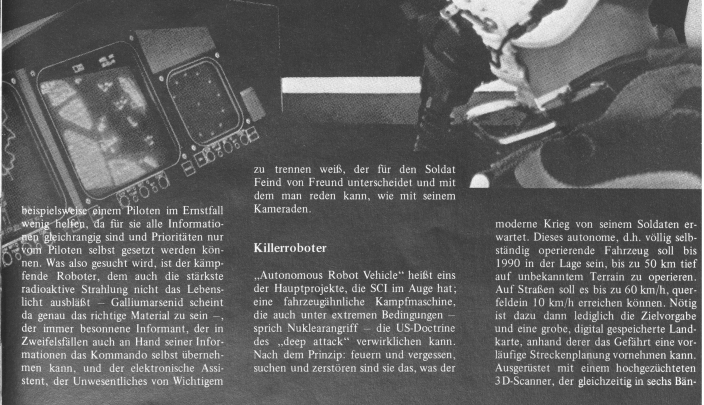 beispielsweise einem Piloten im Ernstfall
wenig helfen, da für sie alle Informatio-
nen gleichrangig sind und Prioritäten nur
vom Piloten selbst gesetzt werden kön-
nen. Was also gesucht wird, ist der kämp-
fende Roboter, dem auch die stärkste
radioaktive Strahlung nicht das Lebens-
licht ausbläßt – Galliumarsenid scheint
da genau das richtige Material zu sein –,
der immer besonnene Informant, der in
Zweifelsfällen auch an Hand seiner Infor-
mationen das Kommando selbst überneh-
men kann, und der elektronische Assi-
stent, der Unwesentliches von Wichtigem
zu trennen weiß, der für den Soldat
Feind von Freund unterscheidet und mit
dem man reden kann, wie mit seinem
Kameraden.
Killerroboter
„Autonomous Robot Vehicle“ heißt eins
der Hauptprojekte, die SCI im Auge hat;
eine fahrzeugähnliche Kampfmaschine,
die auch unter extremen Bedingungen –
sprich Nuklearangriff – die US-Doctrine
des „deep attack“ verwirklichen kann.
Nach dem Prinzip: feuern und vergessen,
suchen und zerstören sind sie das, was der
moderne Krieg von seinem Soldaten er-
wartet. Dieses autonome, d.h. völlig selb-
ständig operierende Fahrzeug soll bis
1990 in der Lage sein, bis zu 50 km tief
auf unbekanntem Terrain zu operieren.
Auf Straßen soll es bis zu 60 km/h, quer-
feldein 10 km/h erreichen können. Nötig
ist dazu dann lediglich die Zielvorgabe
und eine grobe, digital gespeicherte Land-
karte, anhand derer das Gefährt eine vor-
läufige Streckenplanung vornehmen kann.
Ausgerüstet mit einem hochgezüchteten
3D-Scanner, der gleichzeitig in sechs Bän-